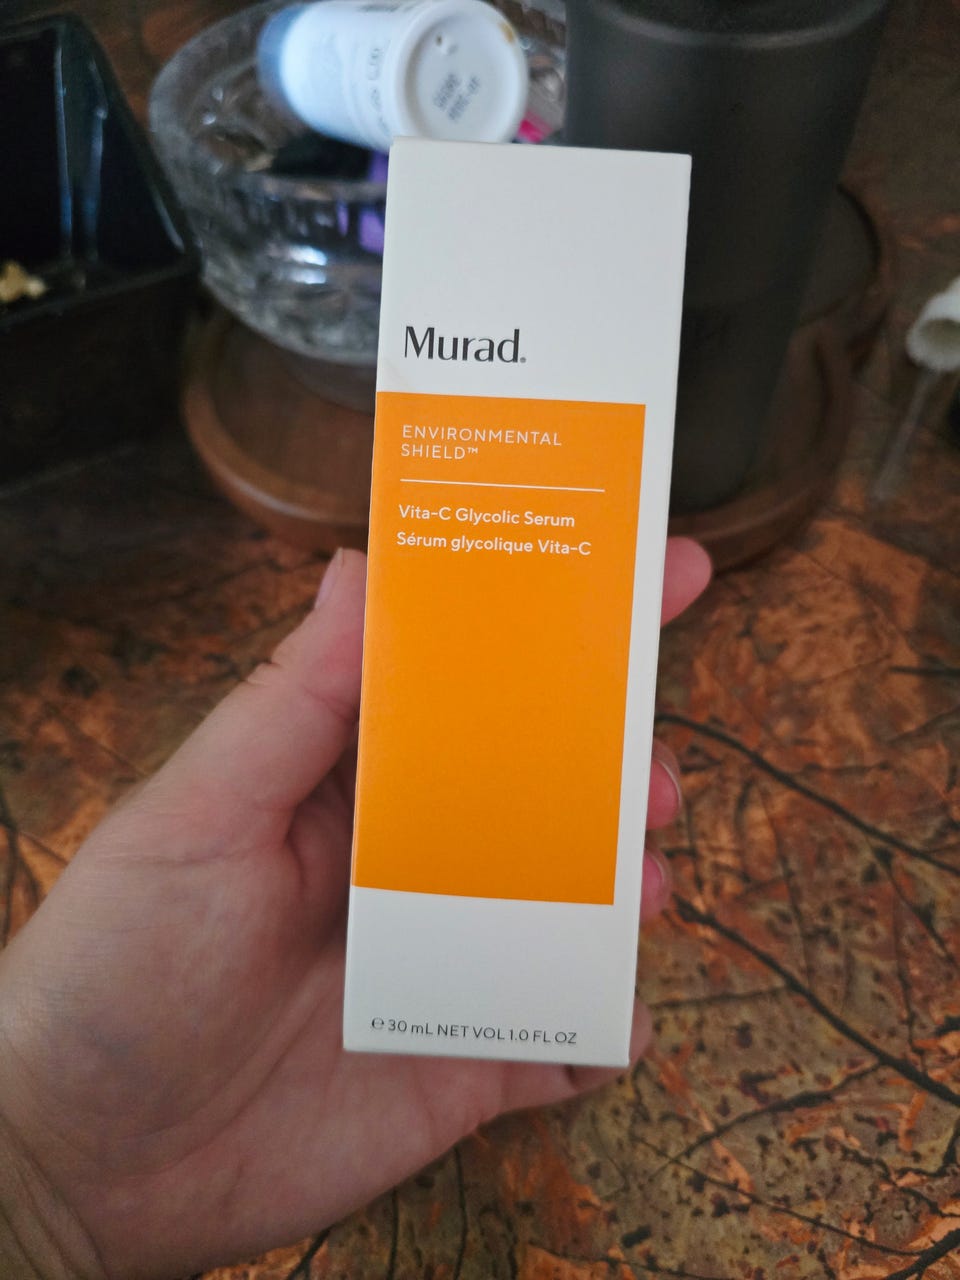 Murad.
ENVIRONMENTAL
SHIELD™
Vita-C Glycolic Serum
Sérum glycolique Vita-C
℮ 30 mL NET VOL 1.0 FL OZ